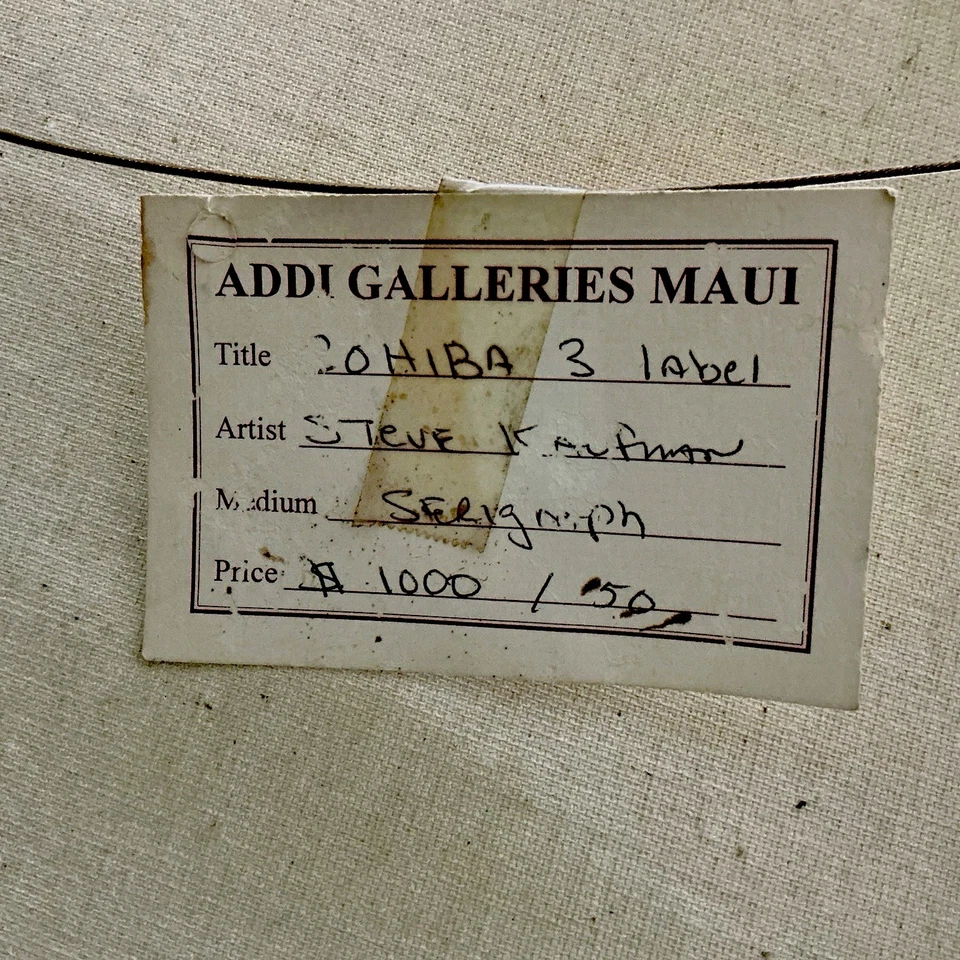 ADDI GALLERIES MAUI
Title COHIBA 3 label
Artist STEVE KAUFMAN
Medium SERIGraph
Price $ 1000 / 50